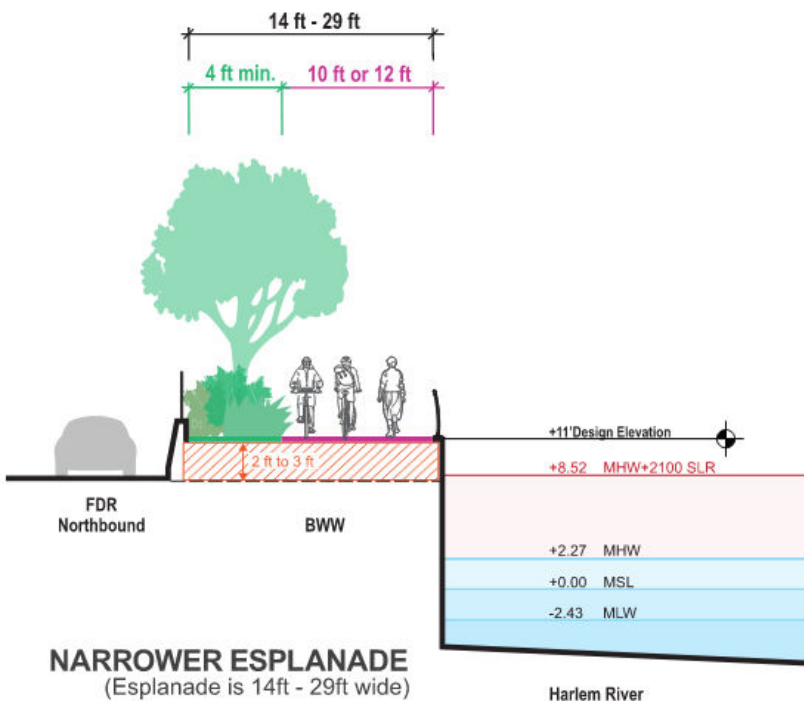 14 ft - 29 ft
4 ft min.
10 ft or 12 ft
+11'Design Elevation
2 ft to 3 ft
+8.52 MHW+2100 SLR
FDR
Northbound
BWW
+2.27 MHW
+0.00 MSL
-2.43 MLW
NARROWER ESPLANADE
(Esplanade is 14ft - 29ft wide)
Harlem River